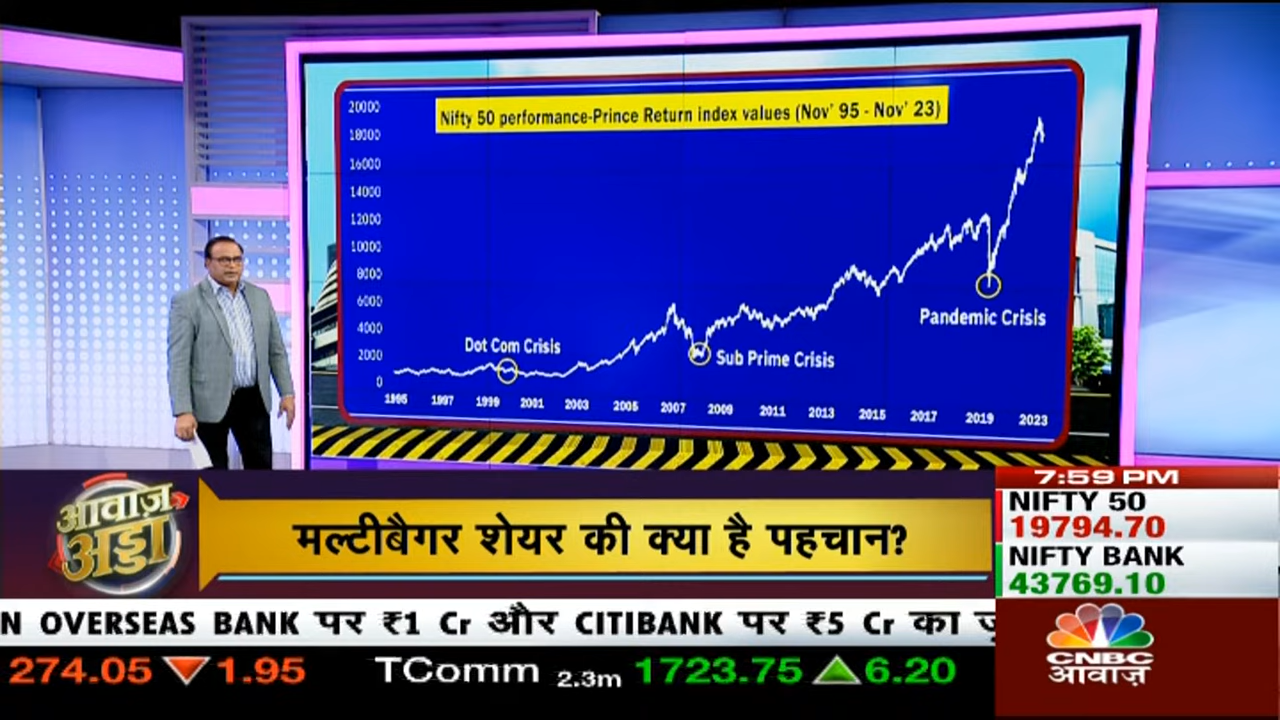 Nifty 50 performance-Prince Return index values (Nov' 95 - Nov' 23)
20000
18000
16000
14000
12000
10000
8000
6000
4000
2000
0
Dot Com Crisis
Sub Prime Crisis
Pandemic Crisis
1995 1997 1999 2001 2003 2005 2007 2009 2011 2013 2015 2017 2019 2023
आवाज़
अड्डा
मल्टीबैगर शेयर की क्या है पहचान?
7:59 PM
NIFTY 50
19794.70
NIFTY BANK
43769.10
N OVERSEAS BANK पर ₹1 Cr और CITIBANK पर ₹5 Cr का
274.05 ▼ 1.95 TComm 2.3m 1723.75 ▲ 6.20
CNBC
आवाज़